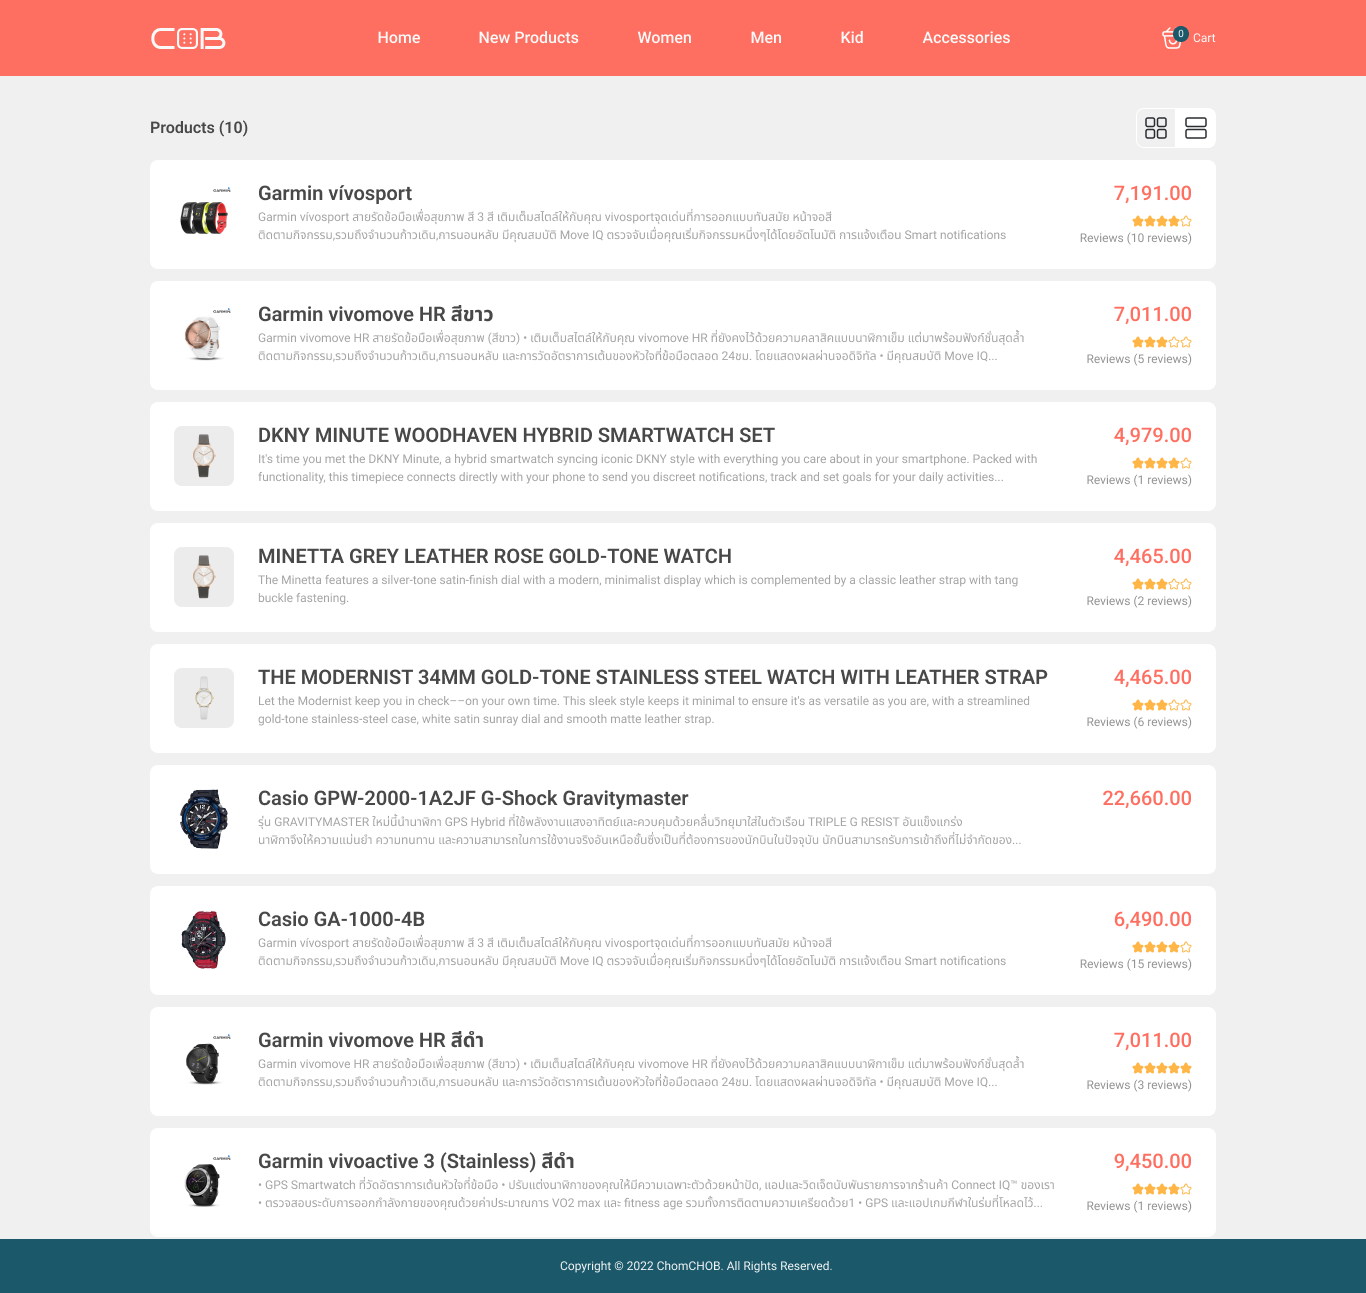 COB
Home
New Products
Women
Men
Kid
Accessories
0
Cart
Products (10)
GARMIN
Garmin vívosport
7,191.00
Garmin vívosport สายรัดข้อมือเพื่อสุขภาพ สี 3 สี เติมเต็มสไตล์ให้กับคุณ vivosportจุดเด่นที่การออกแบบทันสมัย หน้าจอสี
ติดตามกิจกรรม,รวมถึงจำนวนก้าวเดิน,การนอนหลับ มีคุณสมบัติ Move IQ ตรวจจับเมื่อคุณเริ่มกิจกรรมหนึ่งๆได้โดยอัตโนมัติ การแจ้งเตือน Smart notifications
Reviews (10 reviews)
GARMIN
Garmin vivomove HR สีขาว
7,011.00
Garmin vivomove HR สายรัดข้อมือเพื่อสุขภาพ (สีขาว) • เติมเต็มสไตล์ให้กับคุณ vivomove HR ที่ยังคงไว้ด้วยความคลาสิคแบบนาฬิกาเข็ม แต่มาพร้อมฟังก์ชั่นสุดล้ำ
ติดตามกิจกรรม,รวมถึงจำนวนก้าวเดิน,การนอนหลับ และการวัดอัตราการเต้นของหัวใจที่ข้อมือตลอด 24ชม. โดยแสดงผลผ่านจอดิจิทัล • มีคุณสมบัติ Move IQ...
Reviews (5 reviews)
DKNY MINUTE WOODHAVEN HYBRID SMARTWATCH SET
4,979.00
It's time you met the DKNY Minute, a hybrid smartwatch syncing iconic DKNY style with everything you care about in your smartphone. Packed with
functionality, this timepiece connects directly with your phone to send you discreet notifications, track and set goals for your daily activities...
Reviews (1 reviews)
MINETTA GREY LEATHER ROSE GOLD-TONE WATCH
4,465.00
The Minetta features a silver-tone satin-finish dial with a modern, minimalist display which is complemented by a classic leather strap with tang
buckle fastening.
Reviews (2 reviews)
THE MODERNIST 34MM GOLD-TONE STAINLESS STEEL WATCH WITH LEATHER STRAP
4,465.00
Let the Modernist keep you in check––on your own time. This sleek style keeps it minimal to ensure it's as versatile as you are, with a streamlined
gold-tone stainless-steel case, white satin sunray dial and smooth matte leather strap.
Reviews (6 reviews)
Casio GPW-2000-1A2JF G-Shock Gravitymaster
22,660.00
รุ่น GRAVITYMASTER ใหม่นี้นำนาฬิกา GPS Hybrid ที่ใช้พลังงานแสงอาทิตย์และควบคุมด้วยคลื่นวิทยุมาใส่ในตัวเรือน TRIPLE G RESIST อันแข็งแกร่ง
นาฬิกาจึงให้ความแม่นยำ ความทนทาน และความสามารถในการใช้งานจริงอันเหนือชั้นซึ่งเป็นที่ต้องการของนักบินในปัจจุบัน นักบินสามารถรับการเข้าถึงที่ไม่จำกัดของ...
Casio GA-1000-4B
6,490.00
Garmin vívosport สายรัดข้อมือเพื่อสุขภาพ สี 3 สี เติมเต็มสไตล์ให้กับคุณ vivosportจุดเด่นที่การออกแบบทันสมัย หน้าจอสี
ติดตามกิจกรรม,รวมถึงจำนวนก้าวเดิน,การนอนหลับ มีคุณสมบัติ Move IQ ตรวจจับเมื่อคุณเริ่มกิจกรรมหนึ่งๆได้โดยอัตโนมัติ การแจ้งเตือน Smart notifications
Reviews (15 reviews)
GARMIN
Garmin vivomove HR สีดำ
7,011.00
Garmin vivomove HR สายรัดข้อมือเพื่อสุขภาพ (สีขาว) • เติมเต็มสไตล์ให้กับคุณ vivomove HR ที่ยังคงไว้ด้วยความคลาสิคแบบนาฬิกาเข็ม แต่มาพร้อมฟังก์ชั่นสุดล้ำ
ติดตามกิจกรรม,รวมถึงจำนวนก้าวเดิน,การนอนหลับ และการวัดอัตราการเต้นของหัวใจที่ข้อมือตลอด 24ชม. โดยแสดงผลผ่านจอดิจิทัล • มีคุณสมบัติ Move IQ...
Reviews (3 reviews)
GARMIN
Garmin vivoactive 3 (Stainless) สีดำ
9,450.00
• GPS Smartwatch ที่วัดอัตราการเต้นหัวใจที่ข้อมือ • ปรับแต่งนาฬิกาของคุณให้มีความเฉพาะตัวด้วยหน้าปัด, แอปและวิดเจ็ตนับพันรายการจากร้านค้า Connect IQ™ ของเรา
• ตรวจสอบระดับการออกกำลังกายของคุณด้วยค่าประมาณการ VO2 max และ fitness age รวมทั้งการติดตามความเครียดด้วย1 • GPS และแอปเกมกีฬาในร่มที่โหลดไว้...
Reviews (1 reviews)
Copyright © 2022 ChomCHOB. All Rights Reserved.